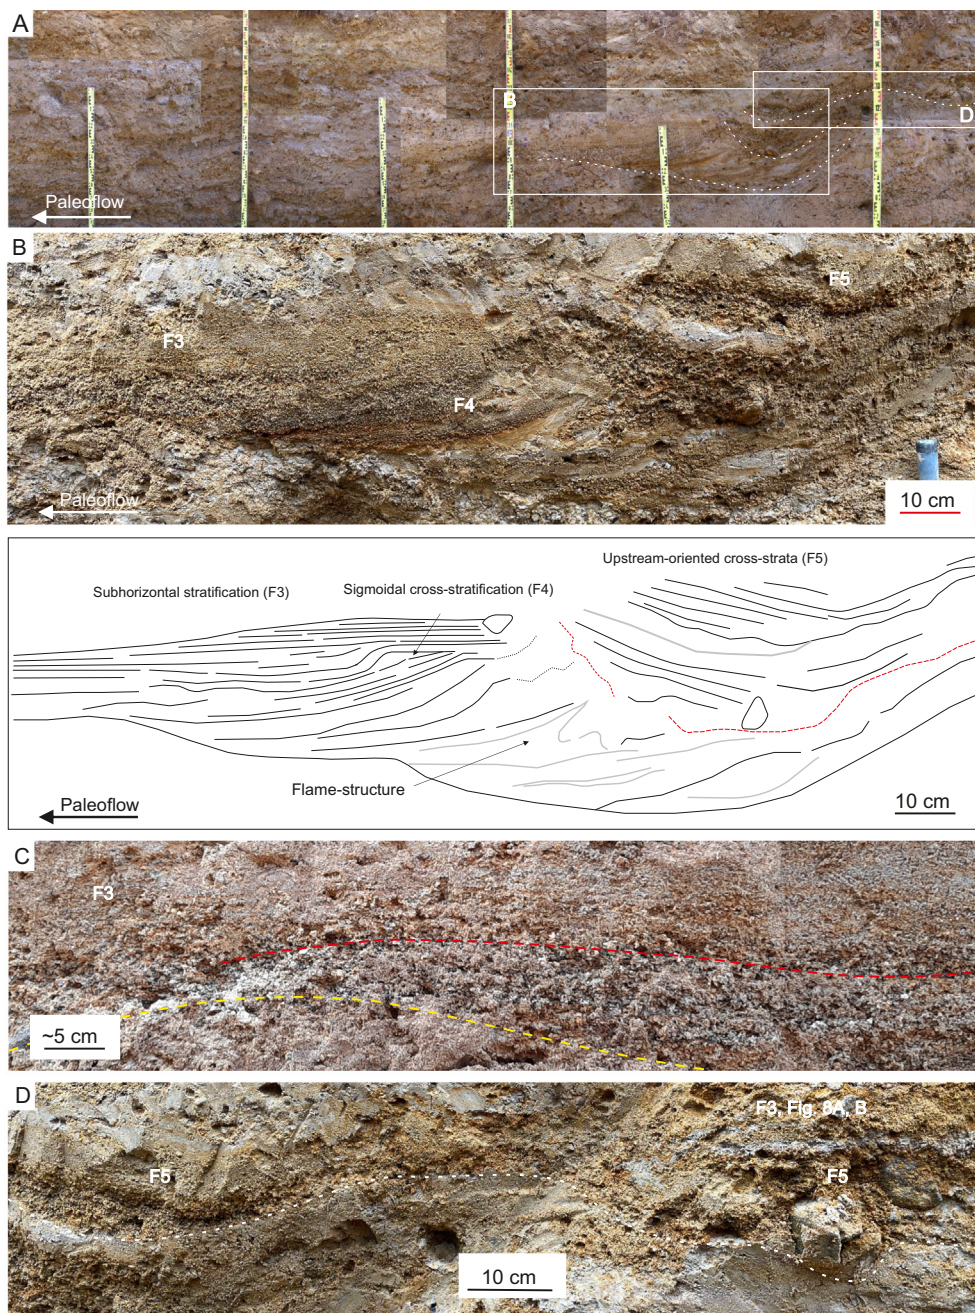 A
B
D
Paleoflow
B
F5
F3
F4
Paleoflow
10 cm
Upstream-oriented cross-strata (F5)
Subhorizontal stratification (F3)
Sigmoidal cross-stratification (F4)
Flame-structure
Paleoflow
10 cm
C
F3
~5 cm
D
F3, Fig. 8A, B
F5
F5
10 cm